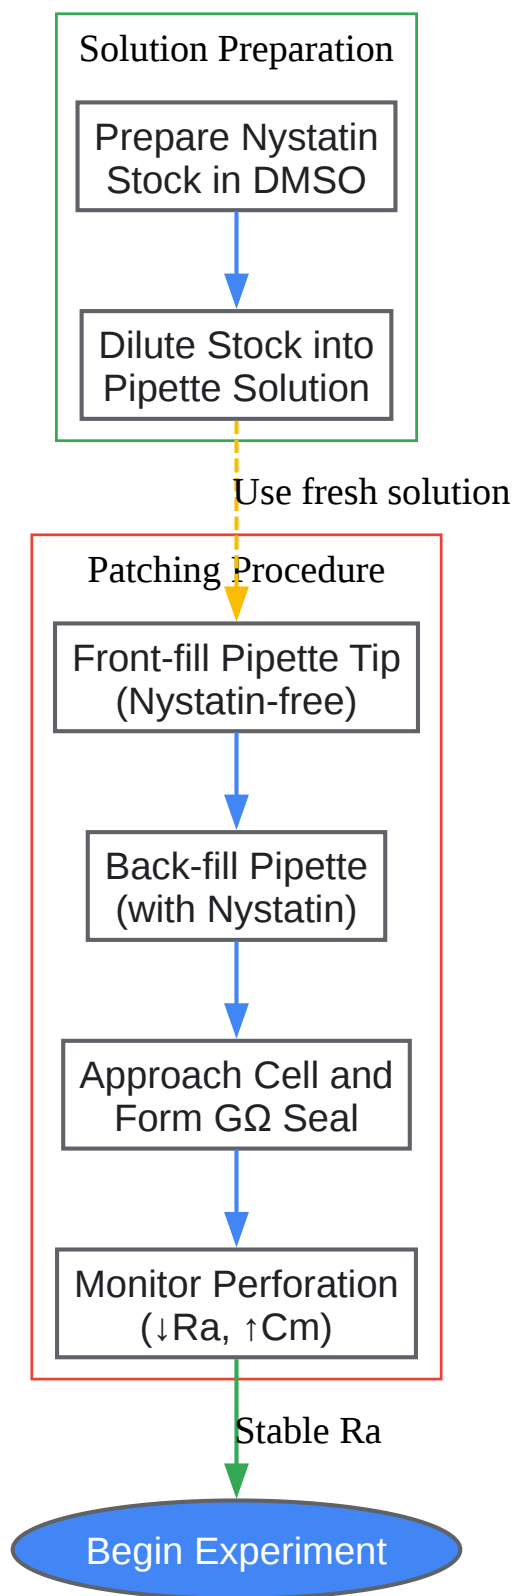 Solution Preparation
Prepare Nystatin
Stock in DMSO
Dilute Stock into
Pipette Solution
Use fresh solution
Patching Procedure
Front-fill Pipette Tip
(Nystatin-free)
Back-fill Pipette
(with Nystatin)
Approach Cell and
Form GΩ Seal
Monitor Perforation
(↓Ra, ↑Cm)
Stable Ra
Begin Experiment